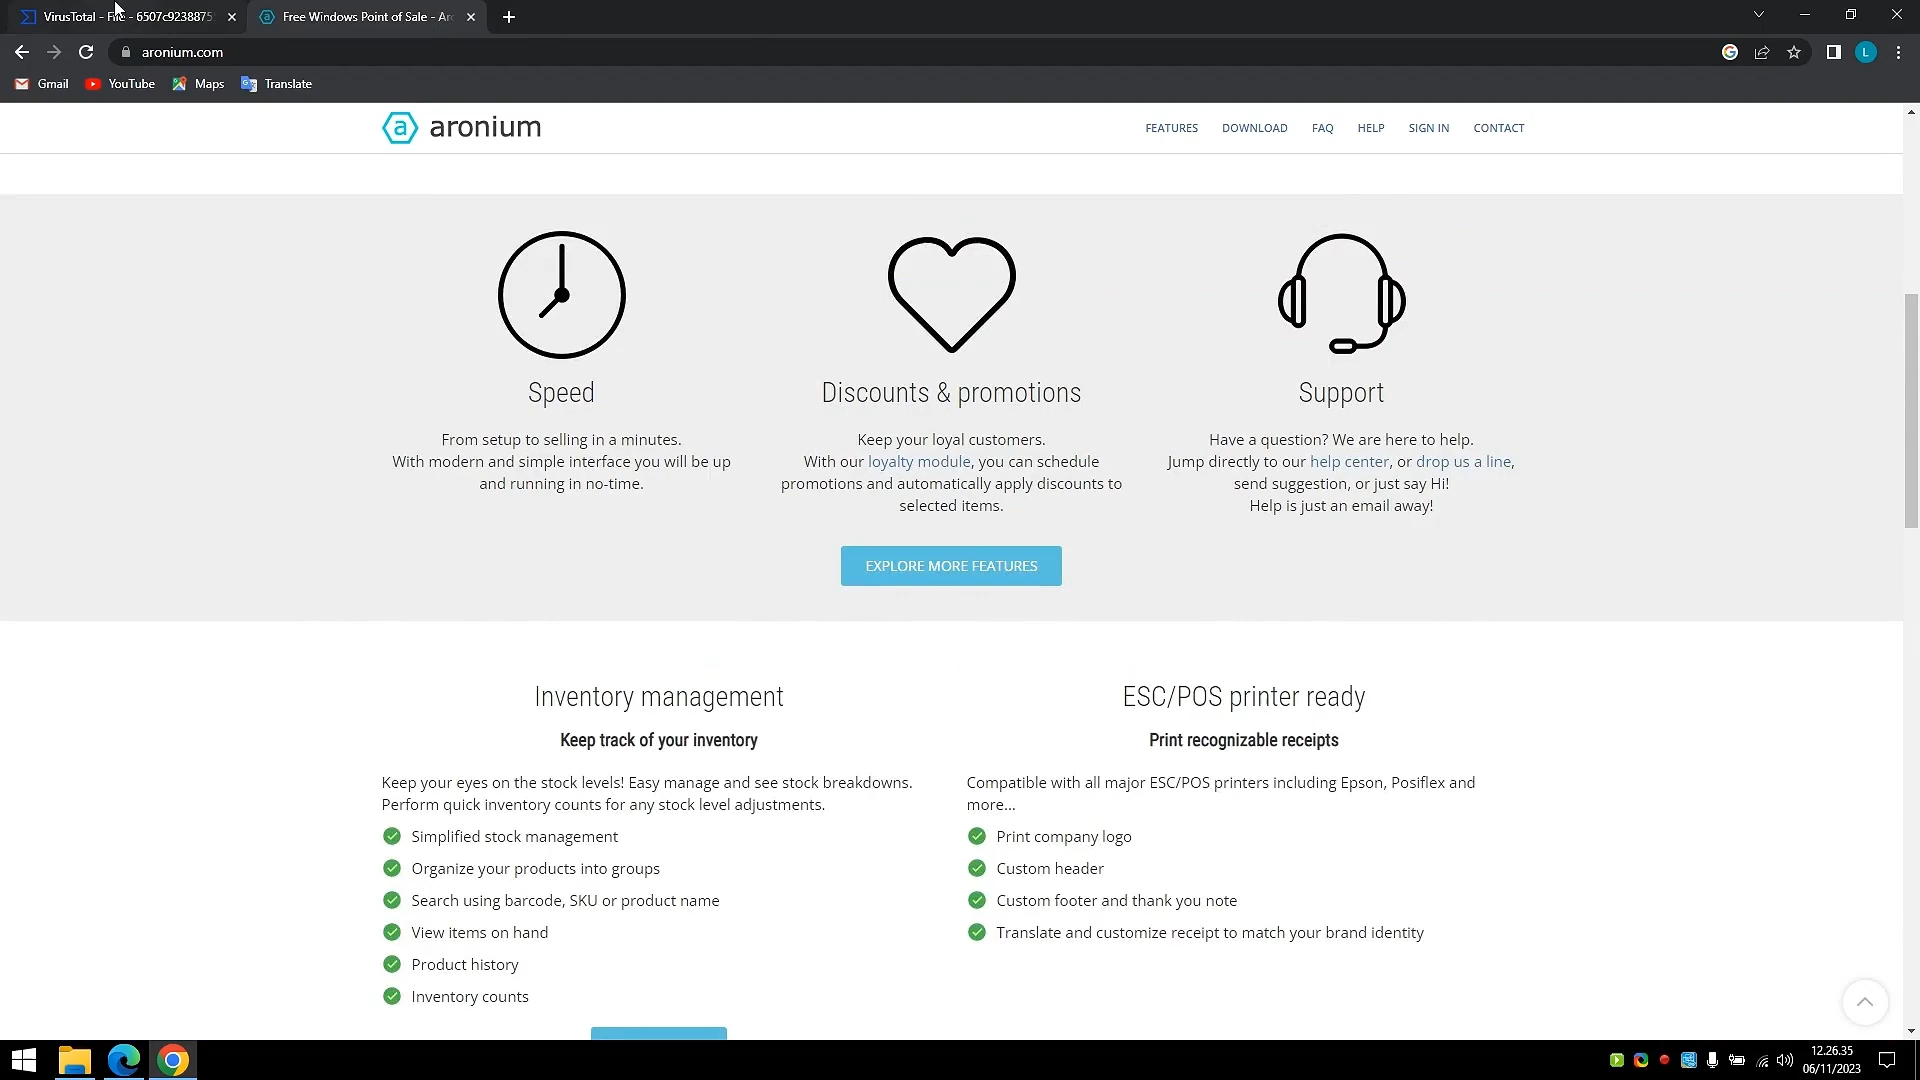 VirusTotal - File - 6507c9238875
Free Windows Point of Sale - Aro
aronium.com
L
Gmail
YouTube
Maps
Translate
a aronium
FEATURES
DOWNLOAD
FAQ
HELP
SIGN IN
CONTACT
Speed
From setup to selling in a minutes.
With modern and simple interface you will be up
and running in no-time.
Discounts & promotions
Keep your loyal customers.
With our loyalty module, you can schedule
promotions and automatically apply discounts to
selected items.
Support
Have a question? We are here to help.
Jump directly to our help center, or drop us a line,
send suggestion, or just say Hi!
Help is just an email away!
EXPLORE MORE FEATURES
Inventory management
Keep track of your inventory
Keep your eyes on the stock levels! Easy manage and see stock breakdowns.
Perform quick inventory counts for any stock level adjustments.
Simplified stock management
Organize your products into groups
Search using barcode, SKU or product name
View items on hand
Product history
Inventory counts
ESC/POS printer ready
Print recognizable receipts
Compatible with all major ESC/POS printers including Epson, Posiflex and
more...
Print company logo
Custom header
Custom footer and thank you note
Translate and customize receipt to match your brand identity
12.26.35
06/11/2023